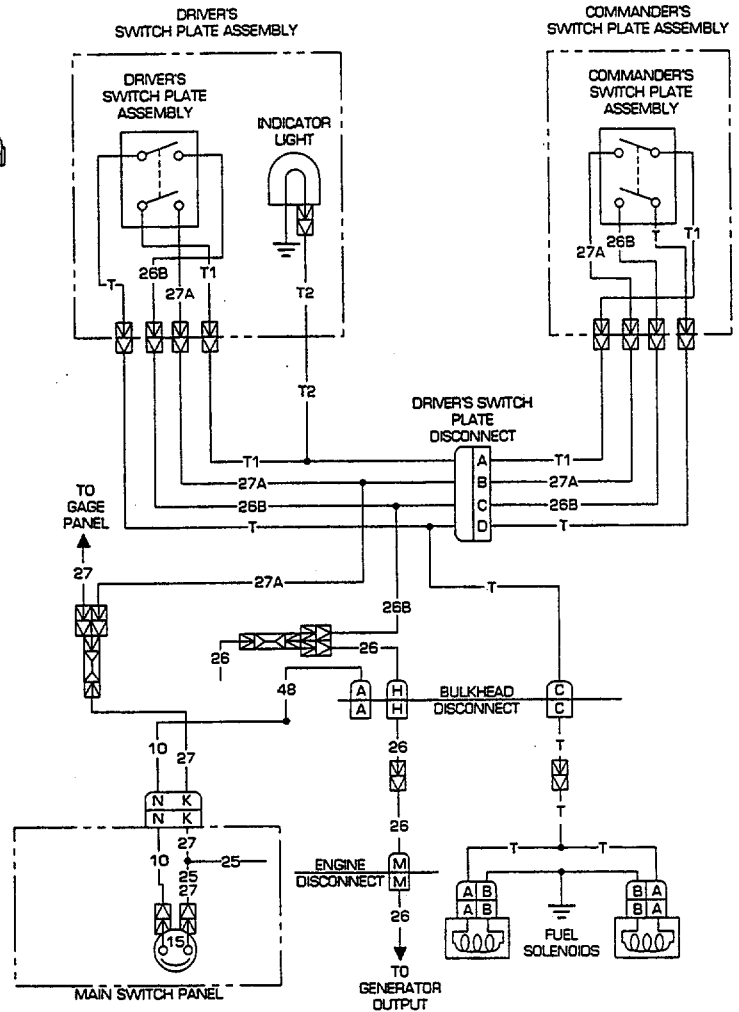 DRIVER'S
SWITCH PLATE ASSEMBLY
COMMANDER'S
SWITCH PLATE ASSEMBLY
DRIVER'S
SWITCH PLATE
ASSEMBLY
INDICATOR
LIGHT
COMMANDER'S
SWITCH PLATE
ASSEMBLY
T
26B
27A
T1
T2
27A
26B
T
T1
T2
DRIVER'S SWITCH
PLATE
DISCONNECT
T1
A
T1
27A
B
27A
26B
C
26B
T
D
T
TO
GAGE
PANEL
27
27A
26B
T
26
26
48
A
A
H
H
BULKHEAD
DISCONNECT
C
C
10
27
26
T
N
K
N
K
T
26
10
27
25
25
27
15
MAIN SWITCH PANEL
ENGINE
DISCONNECT
M
M
26
TO
GENERATOR
OUTPUT
T
T
A
B
A
B
B
A
B
A
FUEL
SOLENOIDS